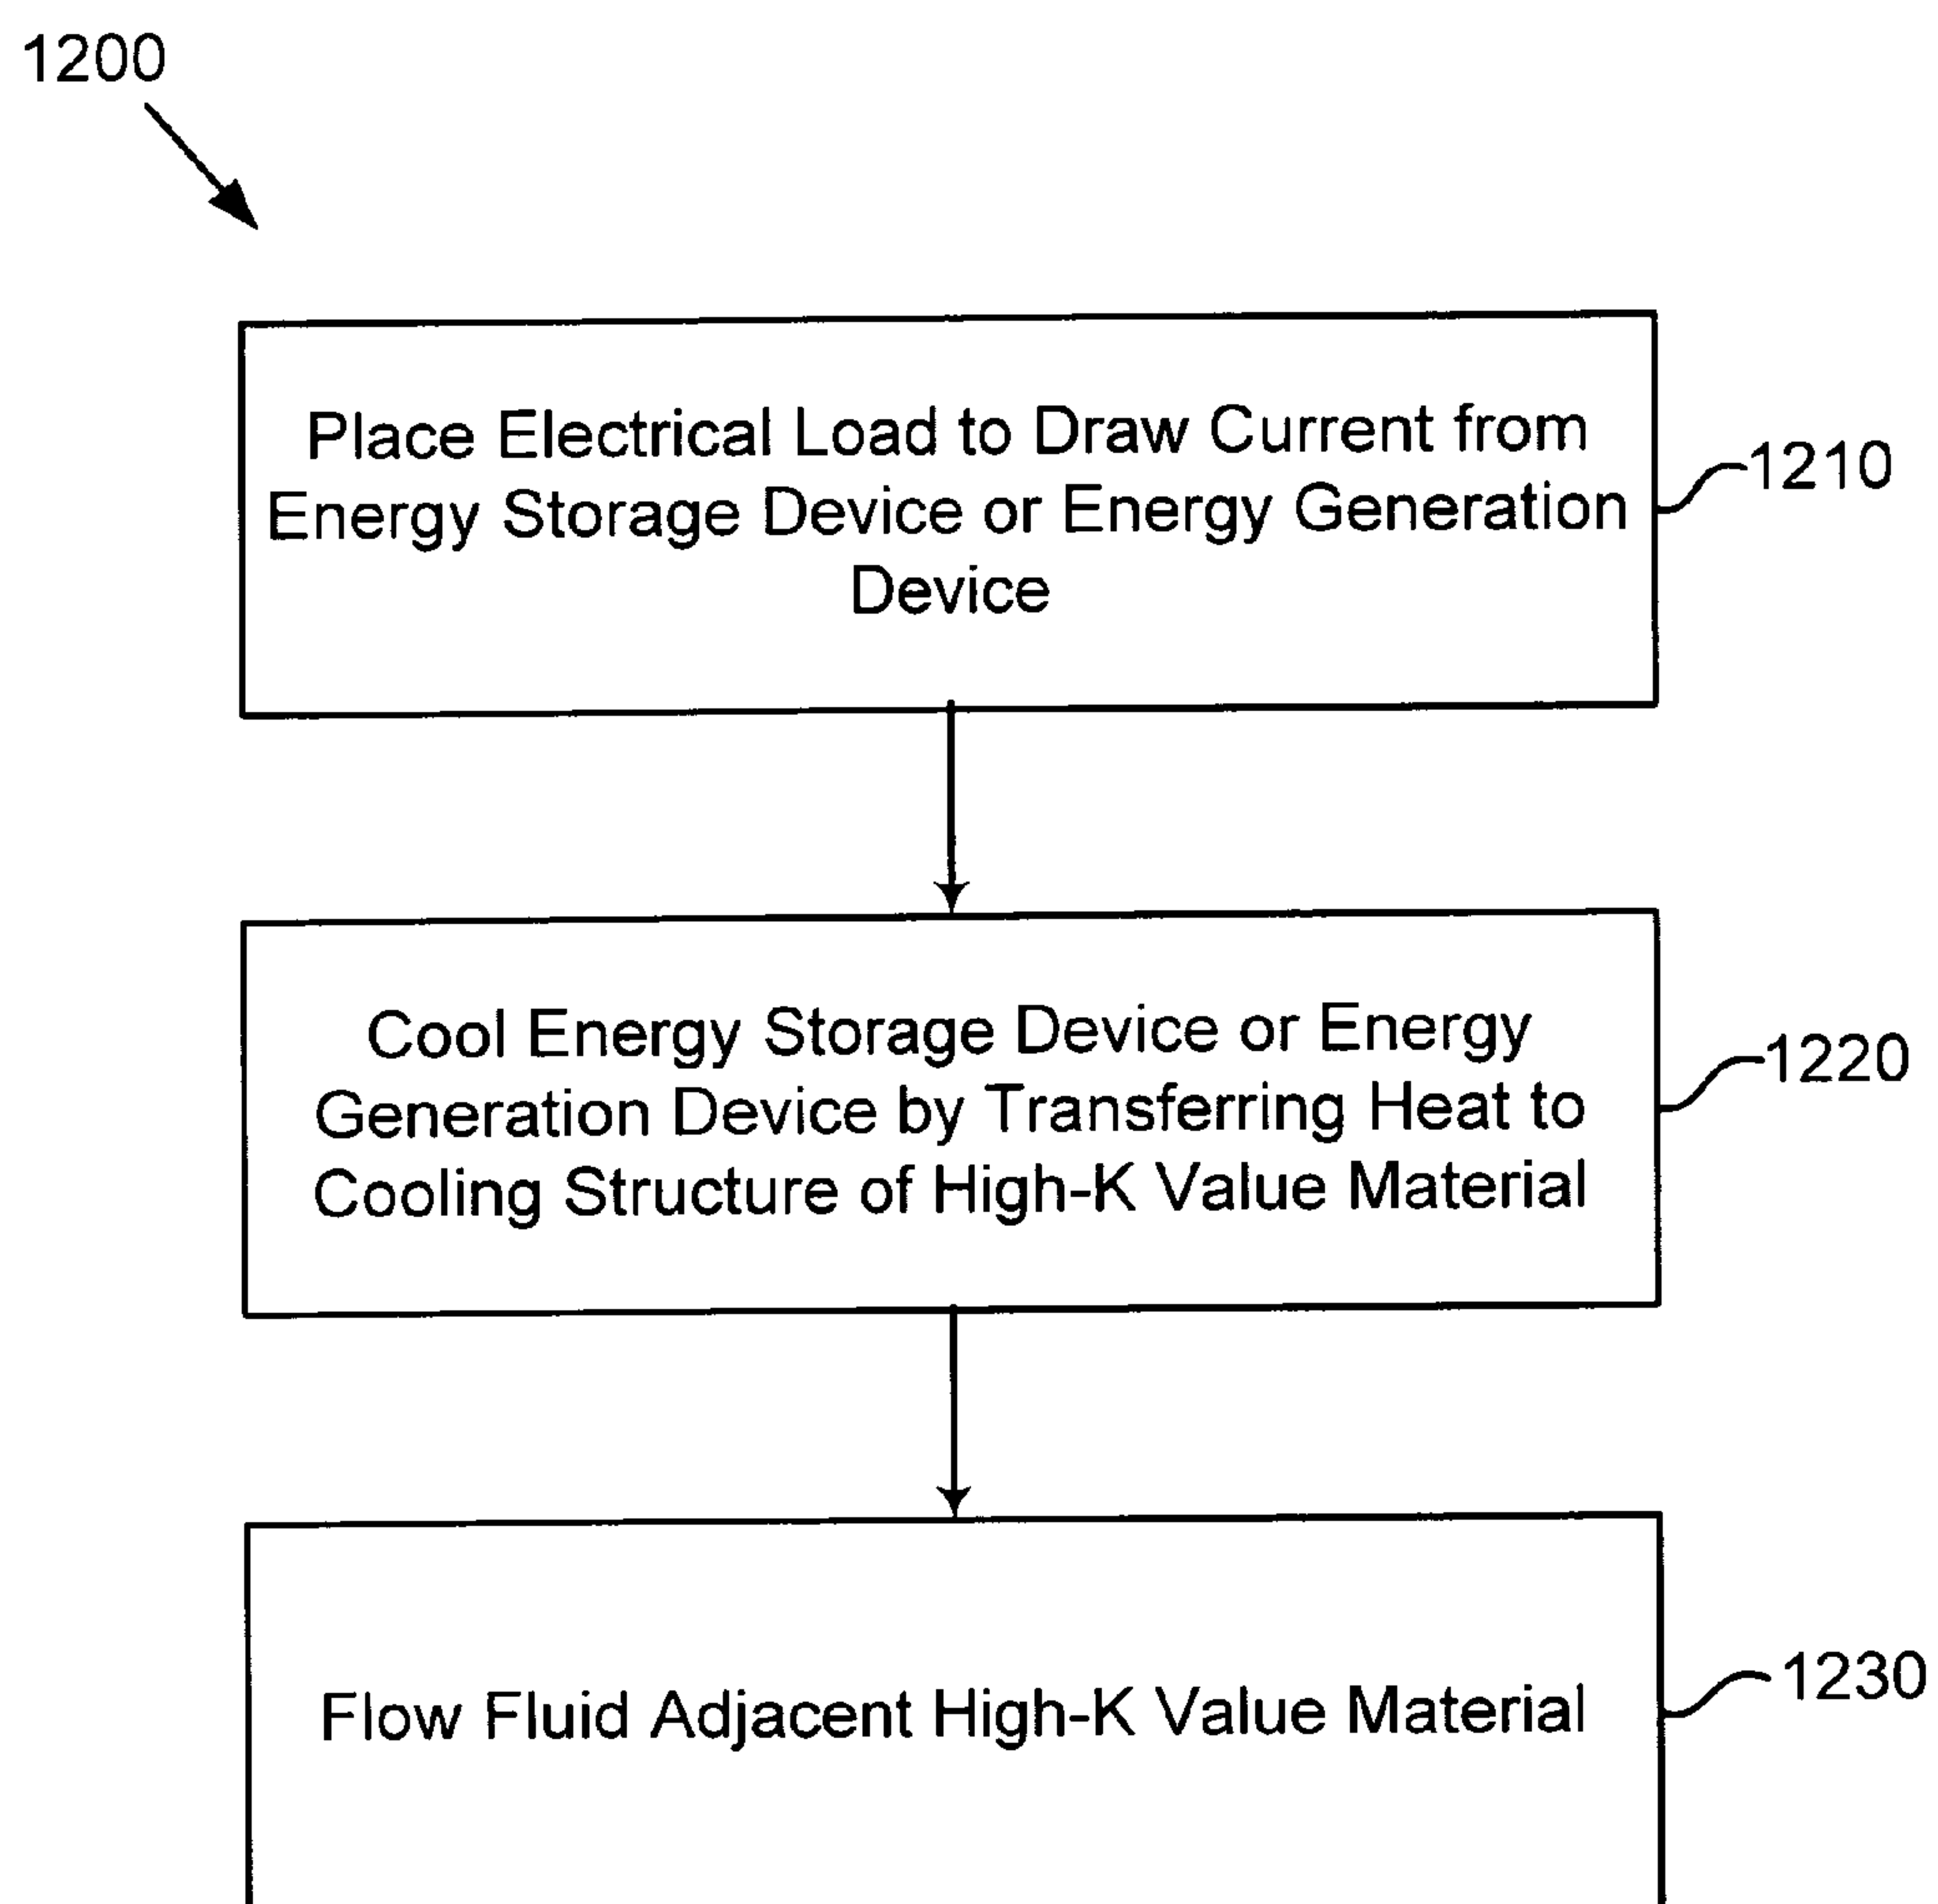 1200
Place Electrical Load to Draw Current from
Energy Storage Device or Energy Generation
Device
1210
Cool Energy Storage Device or Energy
Generation Device by Transferring Heat to
Cooling Structure of High-K Value Material
1220
Flow Fluid Adjacent High-K Value Material
1230